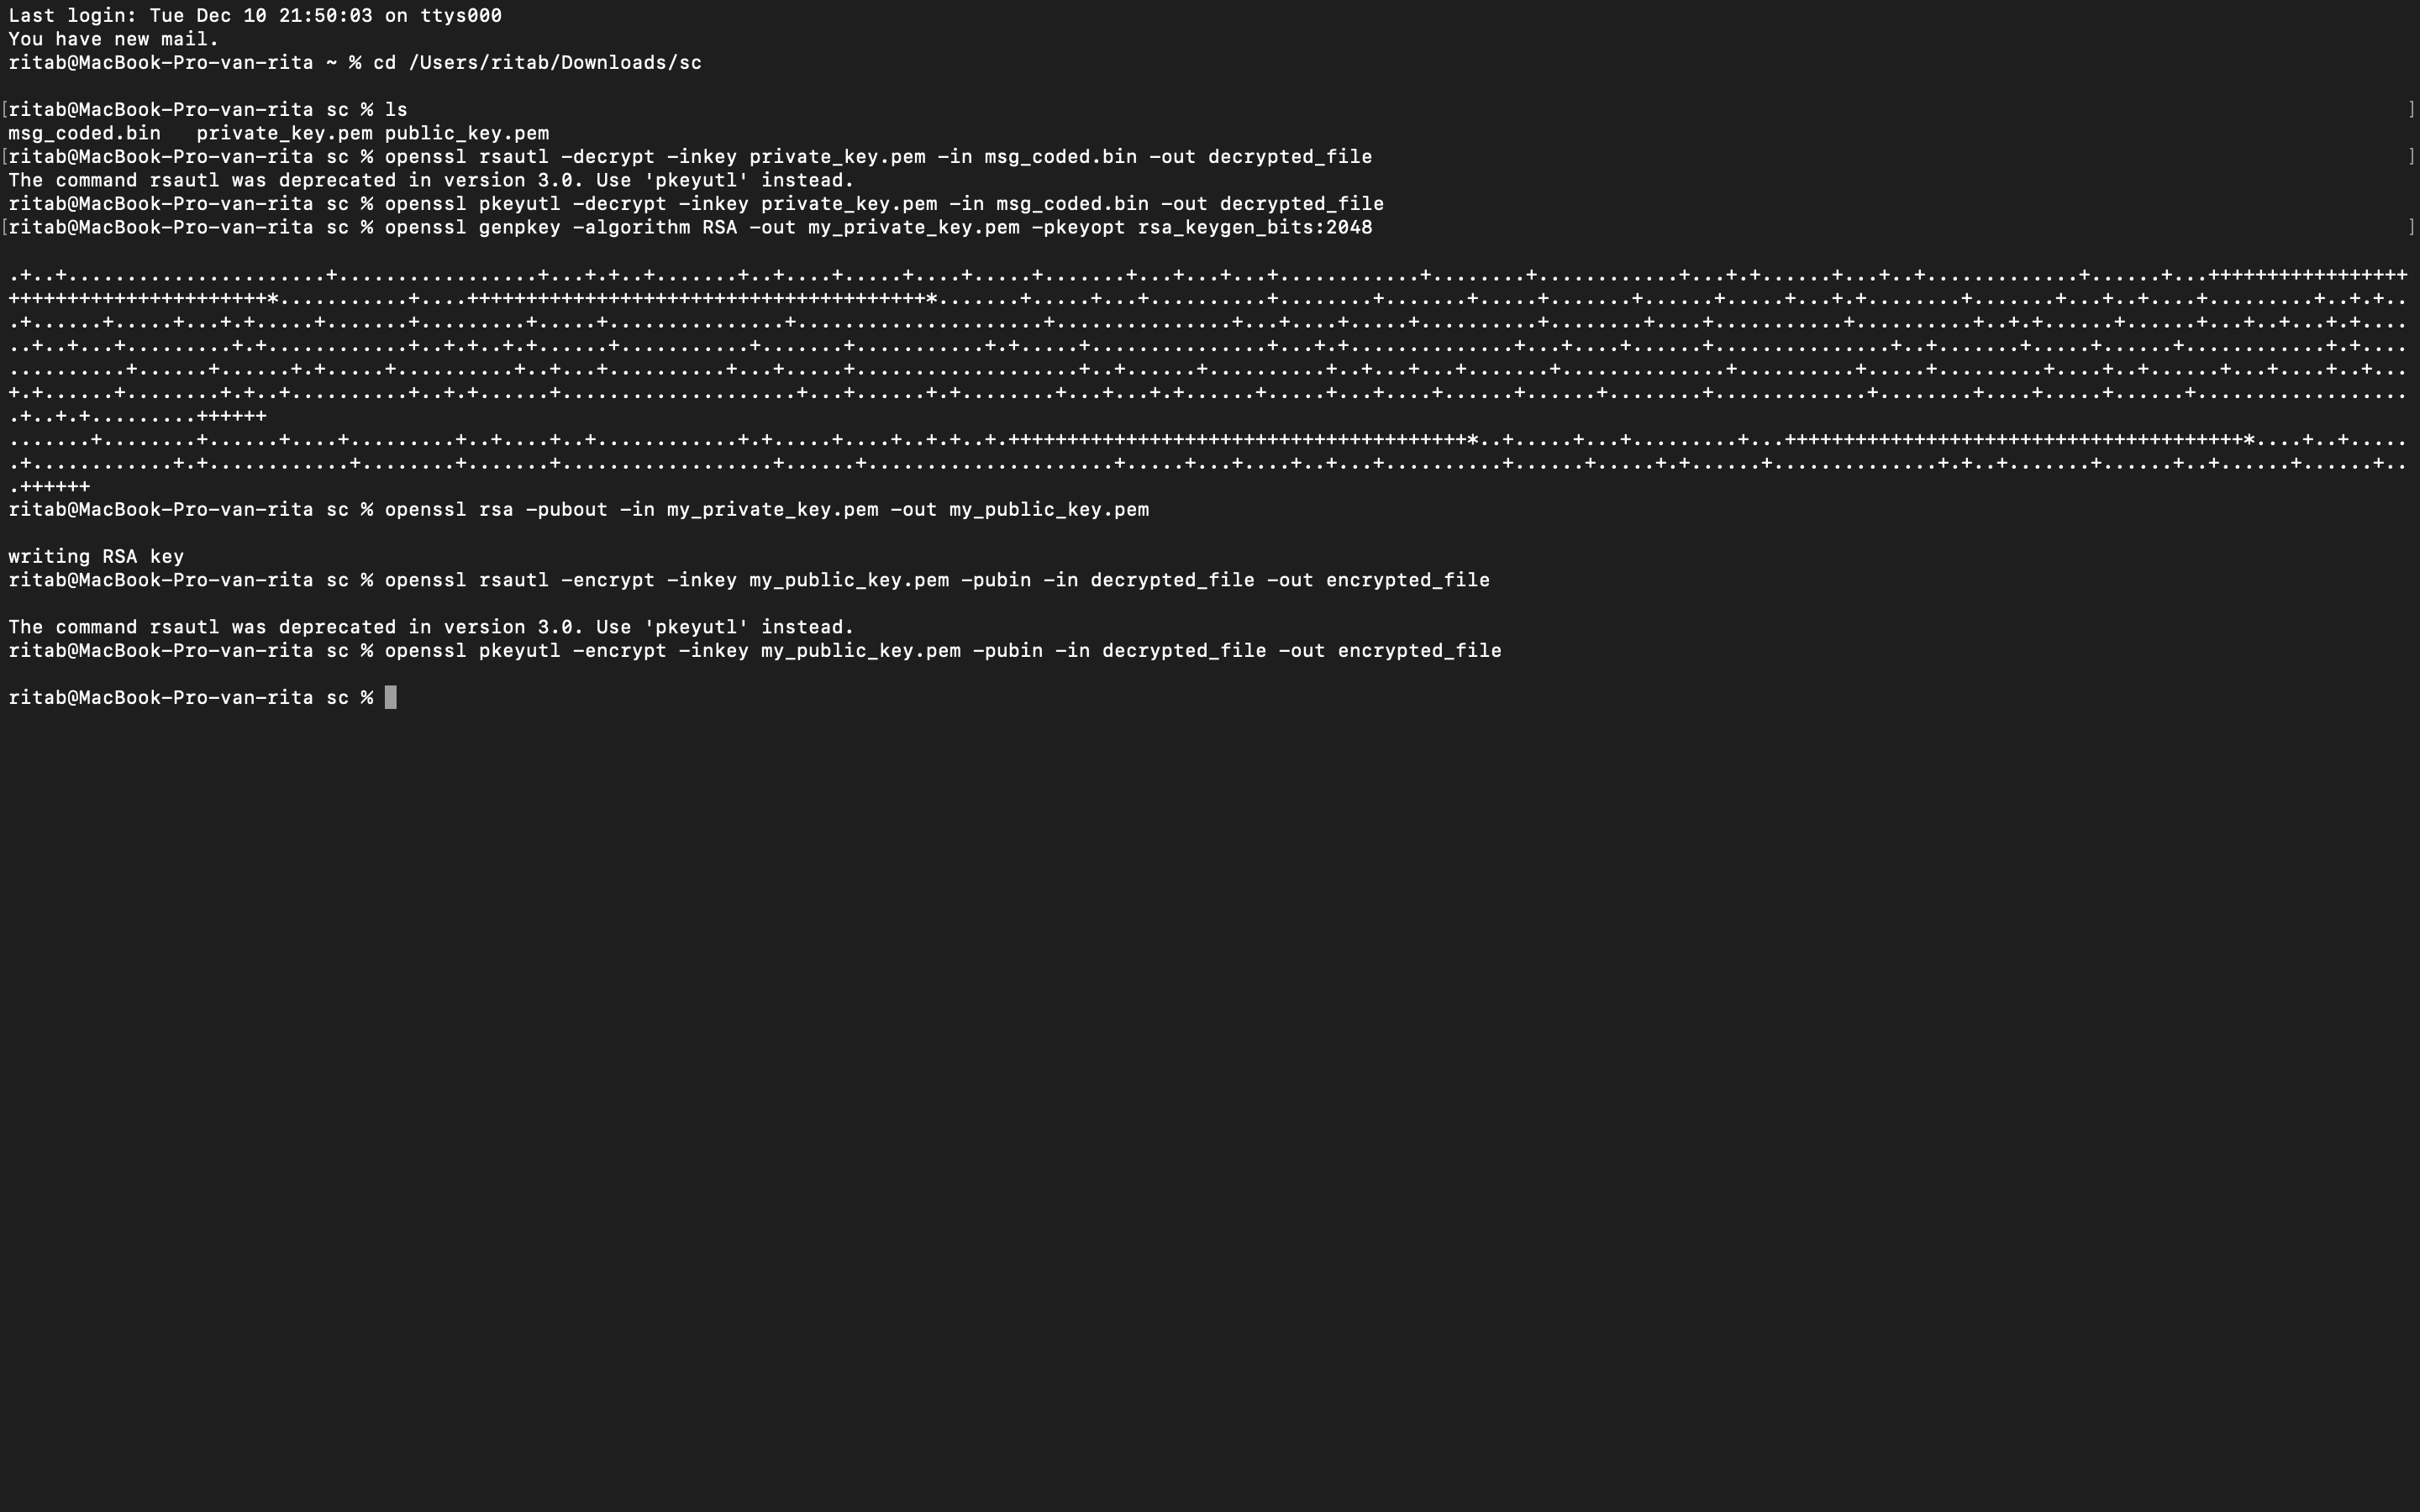 Last login: Tue Dec 10 21:50:03 on ttys000
You have new mail.
ritab@MacBook-Pro-van-rita ~ % cd /Users/ritab/Downloads/sc
[ritab@MacBook-Pro-van-rita sc % ls ]
msg_coded.bin   private_key.pem public_key.pem
[ritab@MacBook-Pro-van-rita sc % openssl rsautl -decrypt -inkey private_key.pem -in msg_coded.bin -out decrypted_file ]
The command rsautl was deprecated in version 3.0. Use 'pkeyutl' instead.
ritab@MacBook-Pro-van-rita sc % openssl pkeyutl -decrypt -inkey private_key.pem -in msg_coded.bin -out decrypted_file
[ritab@MacBook-Pro-van-rita sc % openssl genpkey -algorithm RSA -out my_private_key.pem -pkeyopt rsa_keygen_bits:2048 ]
ritab@MacBook-Pro-van-rita sc % openssl rsa -pubout -in my_private_key.pem -out my_public_key.pem
writing RSA key
ritab@MacBook-Pro-van-rita sc % openssl rsautl -encrypt -inkey my_public_key.pem -pubin -in decrypted_file -out encrypted_file
The command rsautl was deprecated in version 3.0. Use 'pkeyutl' instead.
ritab@MacBook-Pro-van-rita sc % openssl pkeyutl -encrypt -inkey my_public_key.pem -pubin -in decrypted_file -out encrypted_file
ritab@MacBook-Pro-van-rita sc %